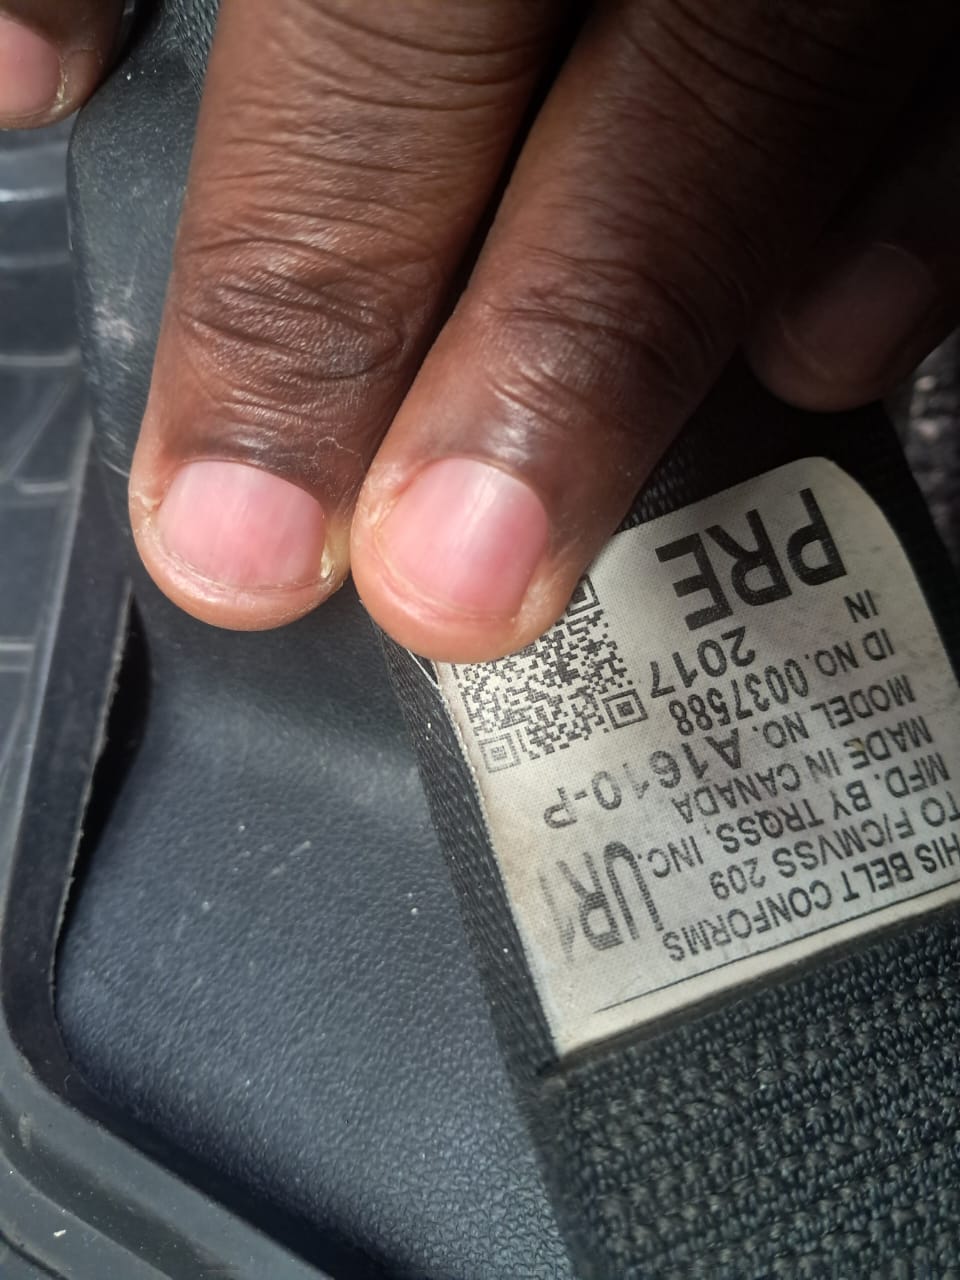 HIS BELT CONFORMS
TO F/CMVSS 209
MFD. BY TRQSS, INC.
UR1
MADE IN CANADA
MODEL NO. A1610-P
ID NO. 0037588
IN 2017
PRE